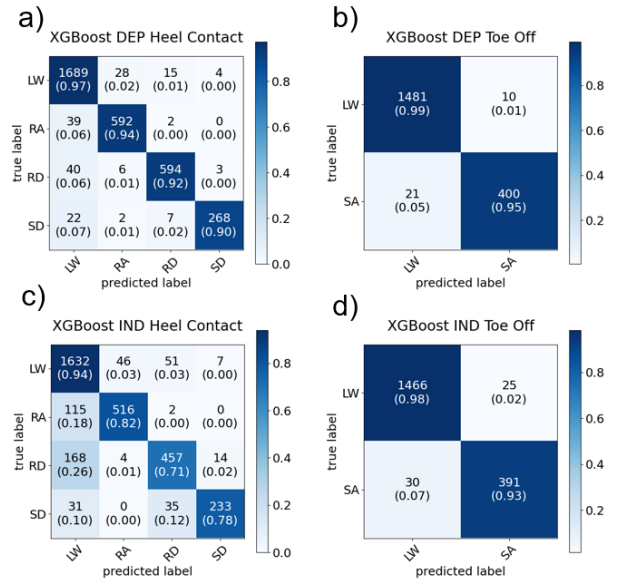 a)
XGBoost DEP Heel Contact
true label
LW
1689 28 15 4
(0.97) (0.02) (0.01) (0.00)
RA
39 592 2 0
(0.06) (0.94) (0.00) (0.00)
RD
40 6 594 3
(0.06) (0.01) (0.92) (0.00)
SD
22 2 7 268
(0.07) (0.01) (0.02) (0.90)
LW RA RD SD
predicted label
0.8
0.6
0.4
0.2
0.0
b)
XGBoost DEP Toe Off
true label
LW
1481 10
(0.99) (0.01)
SA
21 400
(0.05) (0.95)
LW SA
predicted label
0.8
0.6
0.4
0.2
c)
XGBoost IND Heel Contact
true label
LW
1632 46 51 7
(0.94) (0.03) (0.03) (0.00)
RA
115 516 2 0
(0.18) (0.82) (0.00) (0.00)
RD
168 4 457 14
(0.26) (0.01) (0.71) (0.02)
SD
31 0 35 233
(0.10) (0.00) (0.12) (0.78)
LW RA RD SD
predicted label
0.8
0.6
0.4
0.2
0.0
d)
XGBoost IND Toe Off
true label
LW
1466 25
(0.98) (0.02)
SA
30 391
(0.07) (0.93)
LW SA
predicted label
0.8
0.6
0.4
0.2